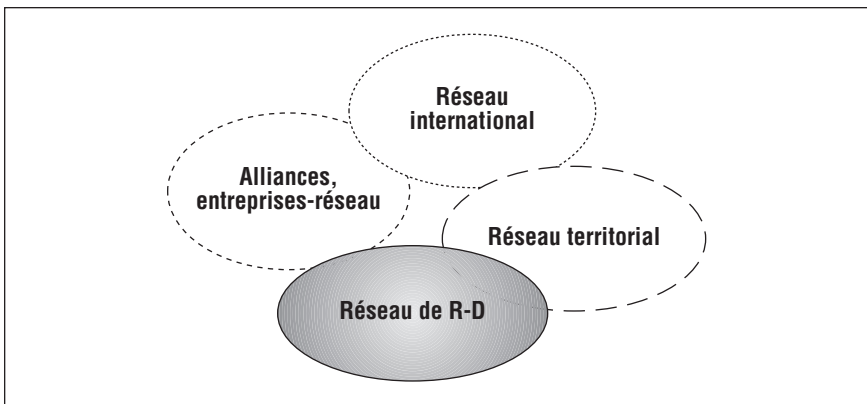 Réseau
international
Alliances,
entreprises-réseau
Réseau territorial
Réseau de R-D